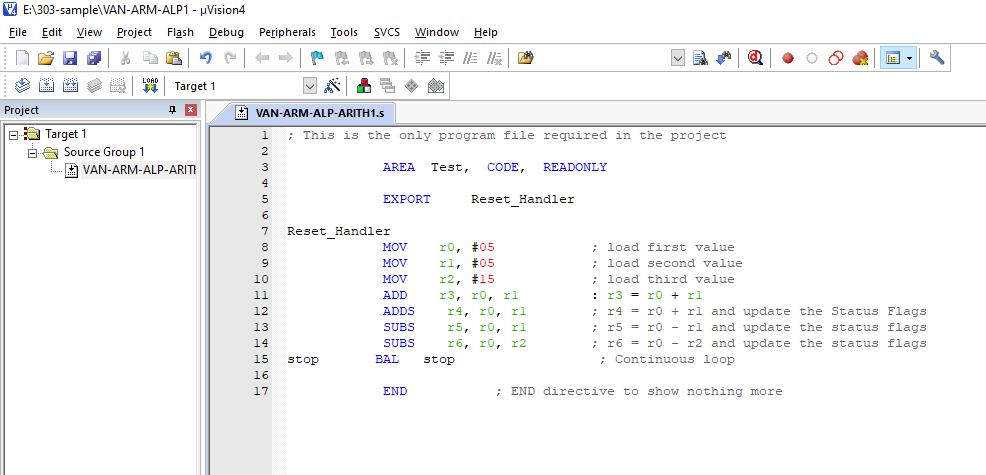 E:\303-sample\VAN-ARM-ALP1 - µVision4
File Edit View Project Flash Debug Peripherals Tools SVCS Window Help
LOAD Target 1
Project
VAN-ARM-ALP-ARITH1.s
Target 1
Source Group 1
VAN-ARM-ALP-ARITH
1 ; This is the only program file required in the project
2
3 AREA Test, CODE, READONLY
4
5 EXPORT Reset_Handler
6
7 Reset_Handler
8 MOV r0, #05 ; load first value
9 MOV r1, #05 ; load second value
10 MOV r2, #15 ; load third value
11 ADD r3, r0, r1 : r3 = r0 + r1
12 ADDS r4, r0, r1 ; r4 = r0 + r1 and update the Status Flags
13 SUBS r5, r0, r1 ; r5 = r0 - r1 and update the status flags
14 SUBS r6, r0, r2 ; r6 = r0 - r2 and update the status flags
15 stop BAL stop ; Continuous loop
16
17 END ; END directive to show nothing more